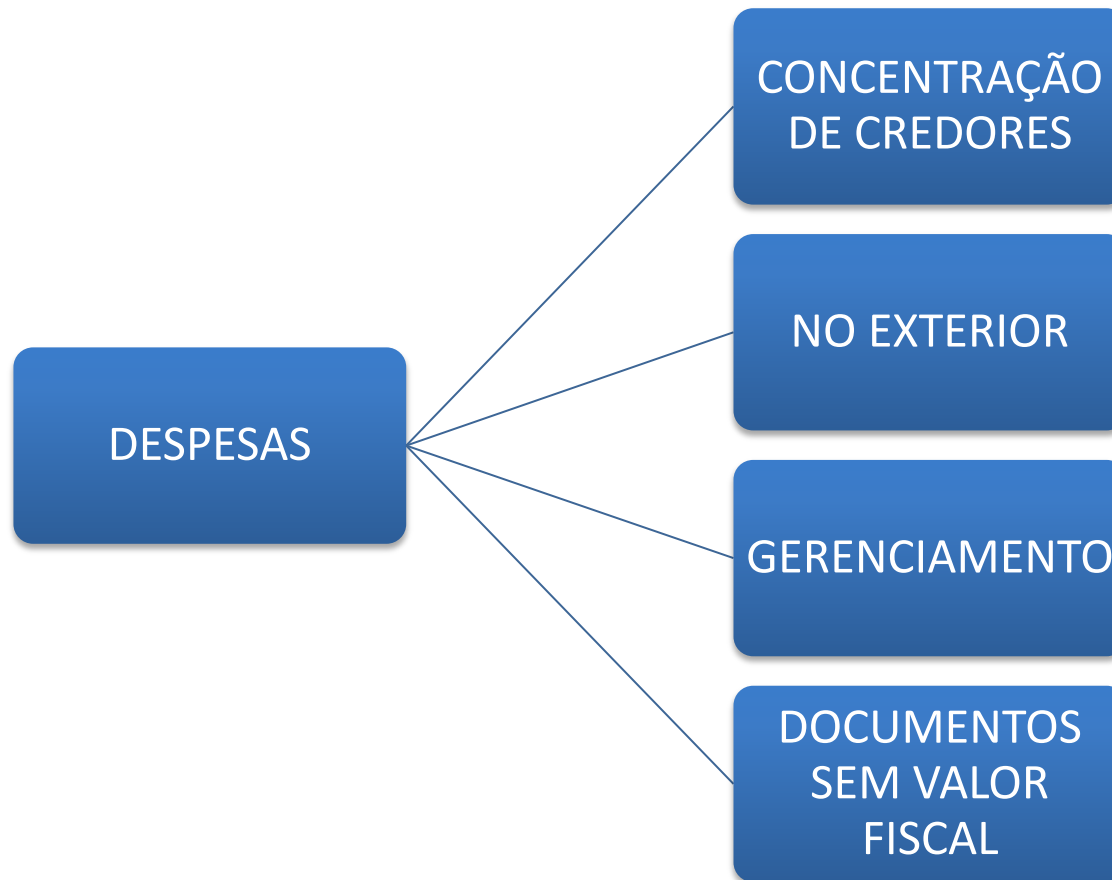 CONCENTRAÇÃO
DE CREDORES
NO EXTERIOR
DESPESAS
GERENCIAMENTO
DOCUMENTOS
SEM VALOR
FISCAL